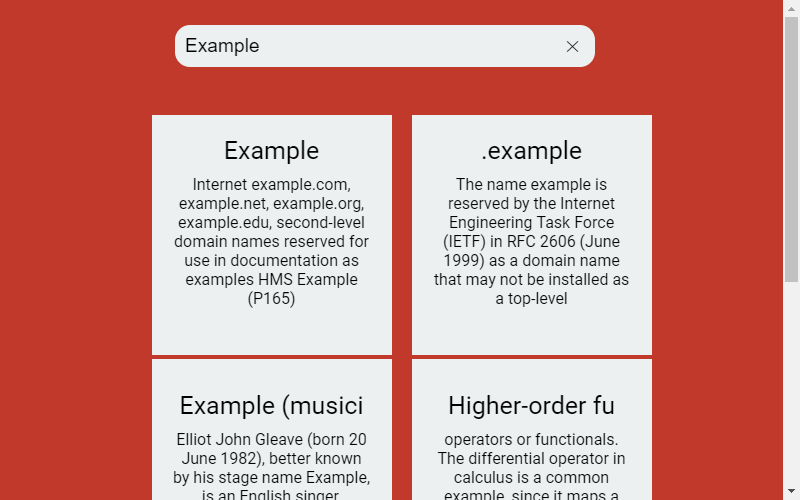 Example
Example
Internet example.com,
example.net, example.org,
example.edu, second-level
domain names reserved for
use in documentation as
examples HMS Example
(P165)
.example
The name example is
reserved by the Internet
Engineering Task Force
(IETF) in RFC 2606 (June
1999) as a domain name
that may not be installed as
a top-level
Example (musici
Elliot John Gleave (born 20
June 1982), better known
by his stage name Example,
is an English singer
Higher-order fu
operators or functionals.
The differential operator in
calculus is a common
example, since it maps a